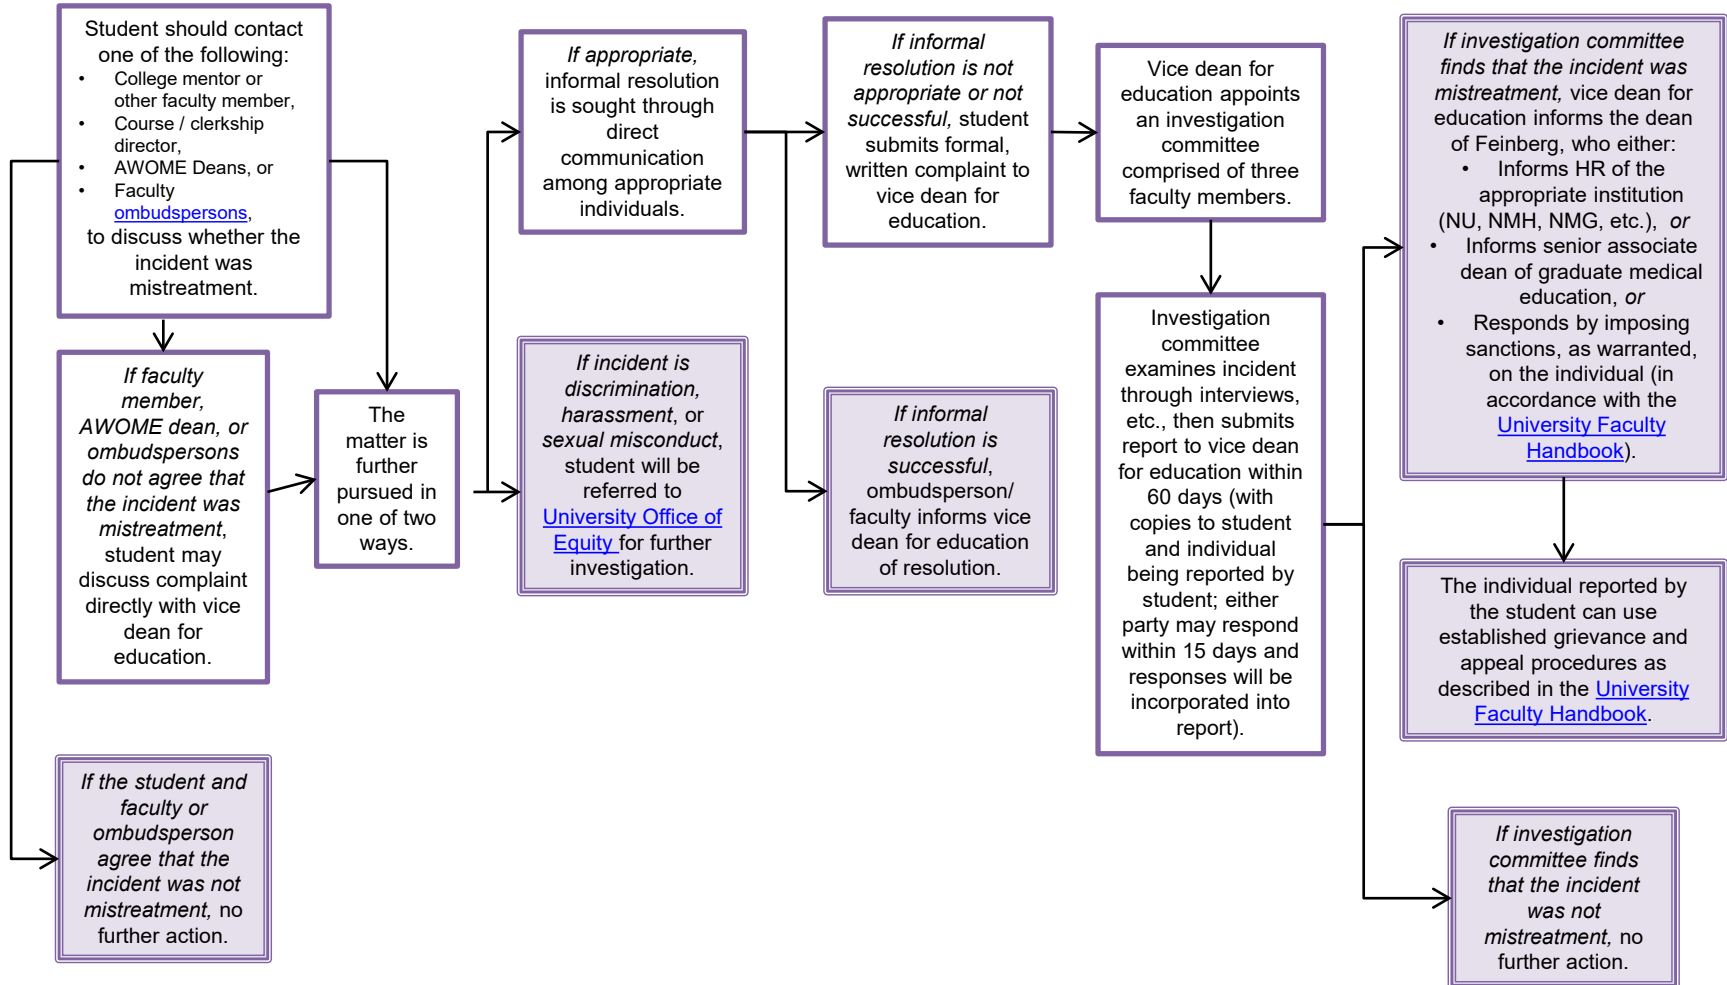 Student should contact
one of the following:
• College mentor or
other faculty member,
• Course / clerkship
director,
• AWOME Deans, or
• Faculty
ombudspersons,
to discuss whether the
incident was
mistreatment.
If faculty
member,
AWOME dean, or
ombudspersons
do not agree that
the incident was
mistreatment,
student may
discuss complaint
directly with vice
dean for
education.
If the student and
faculty or
ombudsperson
agree that the
incident was not
mistreatment, no
further action.
The
matter is
further
pursued in
one of two
ways.
If appropriate,
informal resolution
is sought through
direct
communication
among appropriate
individuals.
If incident is
discrimination,
harassment, or
sexual misconduct,
student will be
referred to
University Office of
Equity for further
investigation.
If informal
resolution is not
appropriate or not
successful, student
submits formal,
written complaint to
vice dean for
education.
If informal
resolution is
successful,
ombudsperson/
faculty informs vice
dean for education
of resolution.
Vice dean for
education appoints
an investigation
committee
comprised of three
faculty members.
Investigation
committee
examines incident
through interviews,
etc., then submits
report to vice dean
for education within
60 days (with
copies to student
and individual
being reported by
student; either
party may respond
within 15 days and
responses will be
incorporated into
report).
If investigation committee
finds that the incident was
mistreatment, vice dean for
education informs the dean
of Feinberg, who either:
• Informs HR of the
appropriate institution
(NU, NMH, NMG, etc.), or
• Informs senior associate
dean of graduate medical
education, or
• Responds by imposing
sanctions, as warranted,
on the individual (in
accordance with the
University Faculty
Handbook).
The individual reported by
the student can use
established grievance and
appeal procedures as
described in the University
Faculty Handbook.
If investigation
committee finds
that the incident
was not
mistreatment, no
further action.